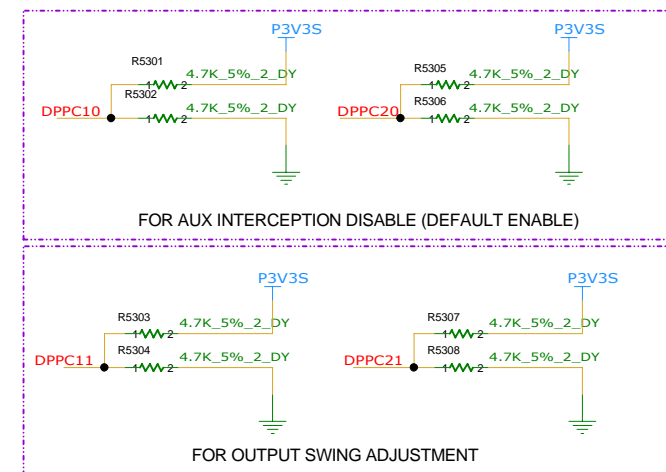 P3V3S P3V3S
R5301 4.7K_5%_2_DY R5305 4.7K_5%_2_DY
1 2 1 2
R5302 4.7K_5%_2_DY R5306 4.7K_5%_2_DY
DPPC10 1 2 DPPC20 1 2
FOR AUX INTERCEPTION DISABLE (DEFAULT ENABLE)
P3V3S P3V3S
R5303 4.7K_5%_2_DY R5307 4.7K_5%_2_DY
1 2 1 2
R5304 4.7K_5%_2_DY R5308 4.7K_5%_2_DY
DPPC11 1 2 DPPC21 1 2
FOR OUTPUT SWING ADJUSTMENT